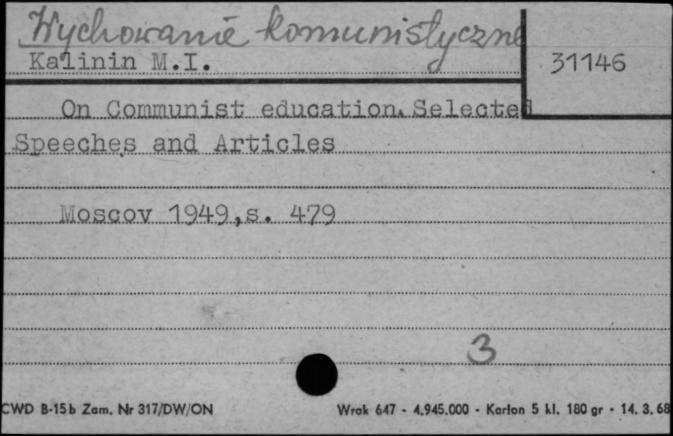 Wychowanie komunistyczne
Kalinin M.I.
31146
On Communist education. Selected
Speeches and Articles
Moscov 1949,s. 479
3
CWD B-15b Zam. Nr 317/DW/ON
Wrak 647 - 4.945.000 - Karton 5 kl. 180 gr - 14. 3. 68